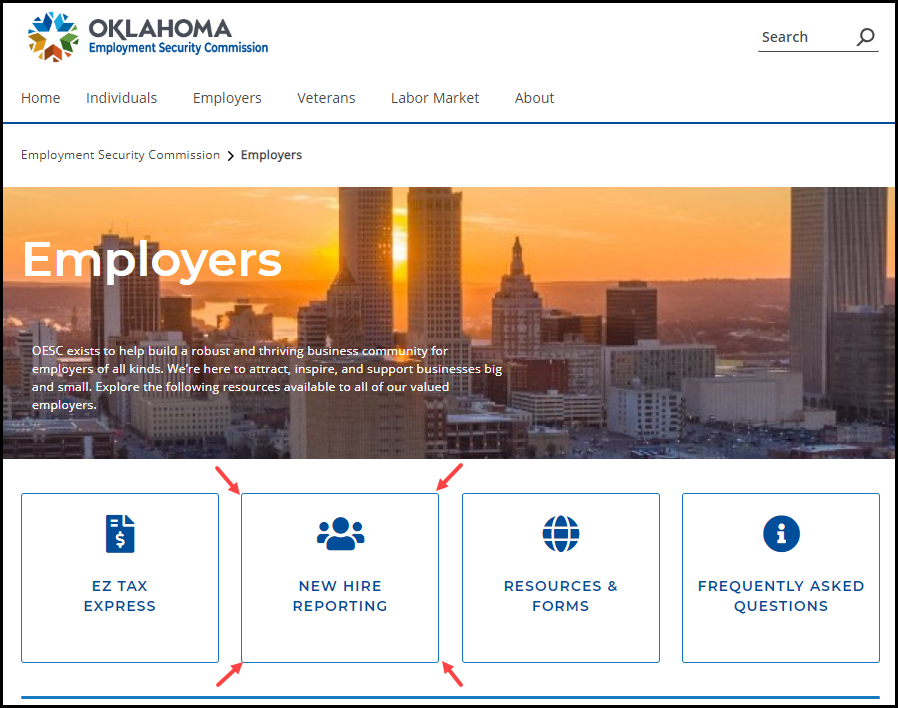 OKLAHOMA
Employment Security Commission
Search
Home Individuals Employers Veterans Labor Market About
Employment Security Commission > Employers
Employers
OESC exists to help build a robust and thriving business community for
employers of all kinds. We’re here to attract, inspire, and support businesses big
and small. Explore the following resources available to all of our valued
employers.
EZ TAX
EXPRESS
NEW HIRE
REPORTING
RESOURCES &
FORMS
FREQUENTLY ASKED
QUESTIONS